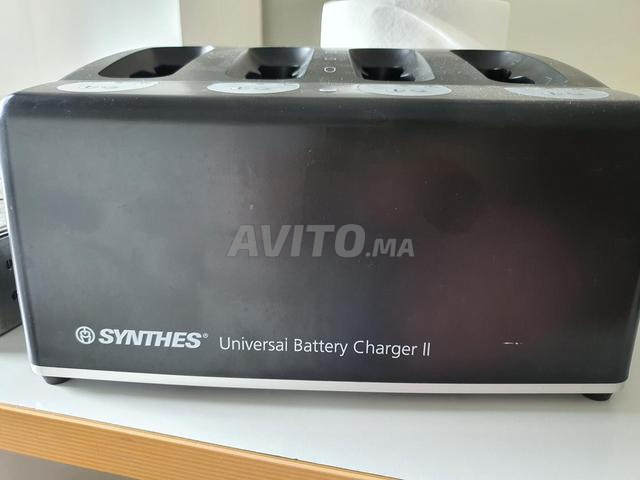 AVITO.MA
SYNTHES® Universal Battery Charger II